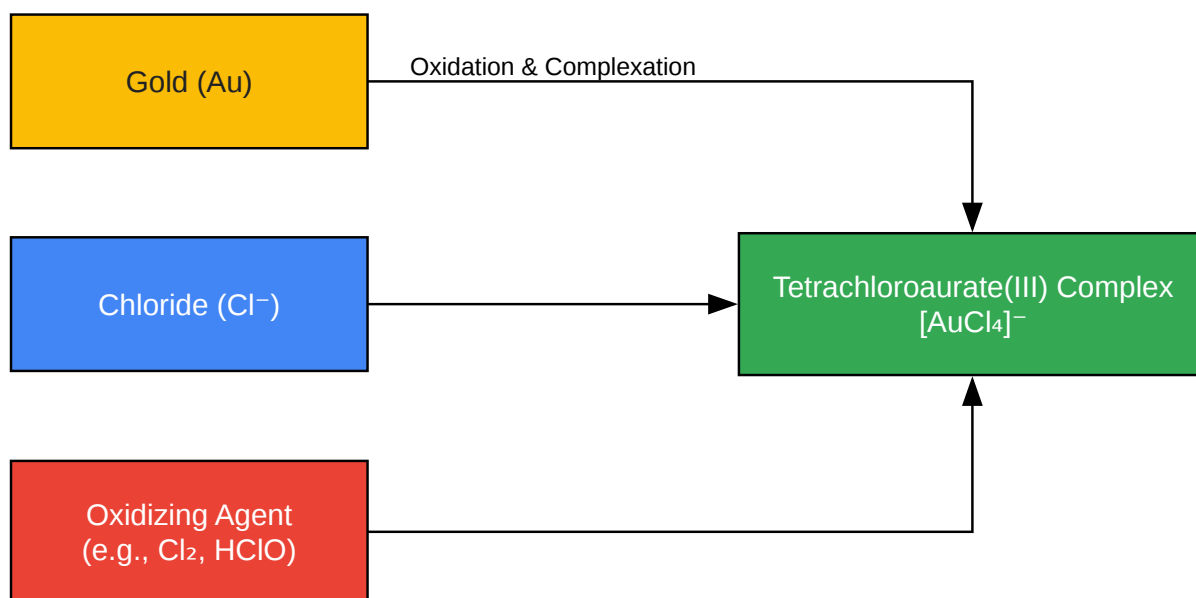 Gold (Au)
Oxidation & Complexation
Chloride (Cl⁻)
Tetrachloroaurate(III) Complex
[AuCl₄]⁻
Oxidizing Agent
(e.g., Cl₂, HClO)